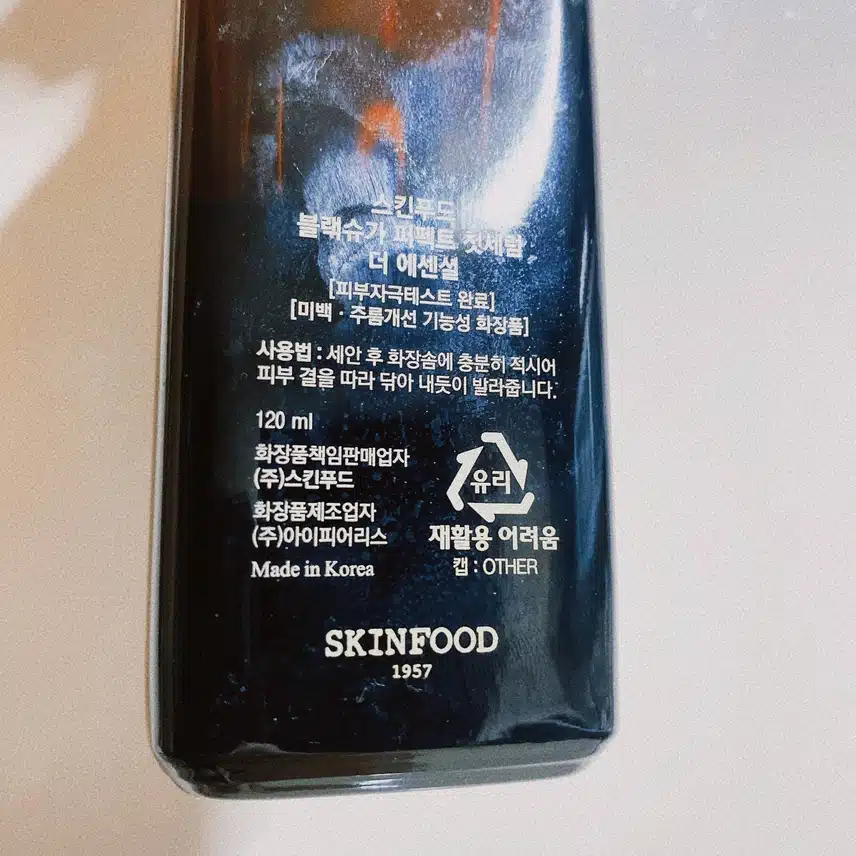 스킨푸드
블랙슈가 퍼펙트 첫세럼
더 에센셜
[피부자극테스트 완료]
[미백 · 주름개선 기능성 화장품]
사용법 : 세안 후 화장솜에 충분히 적시어
피부 결을 따라 닦아 내듯이 발라줍니다.
120 ml
화장품책임판매업자
(주)스킨푸드
화장품제조업자
(주)아이피어리스
Made in Korea
유리
재활용 어려움
캡 : OTHER
SKINFOOD
1957